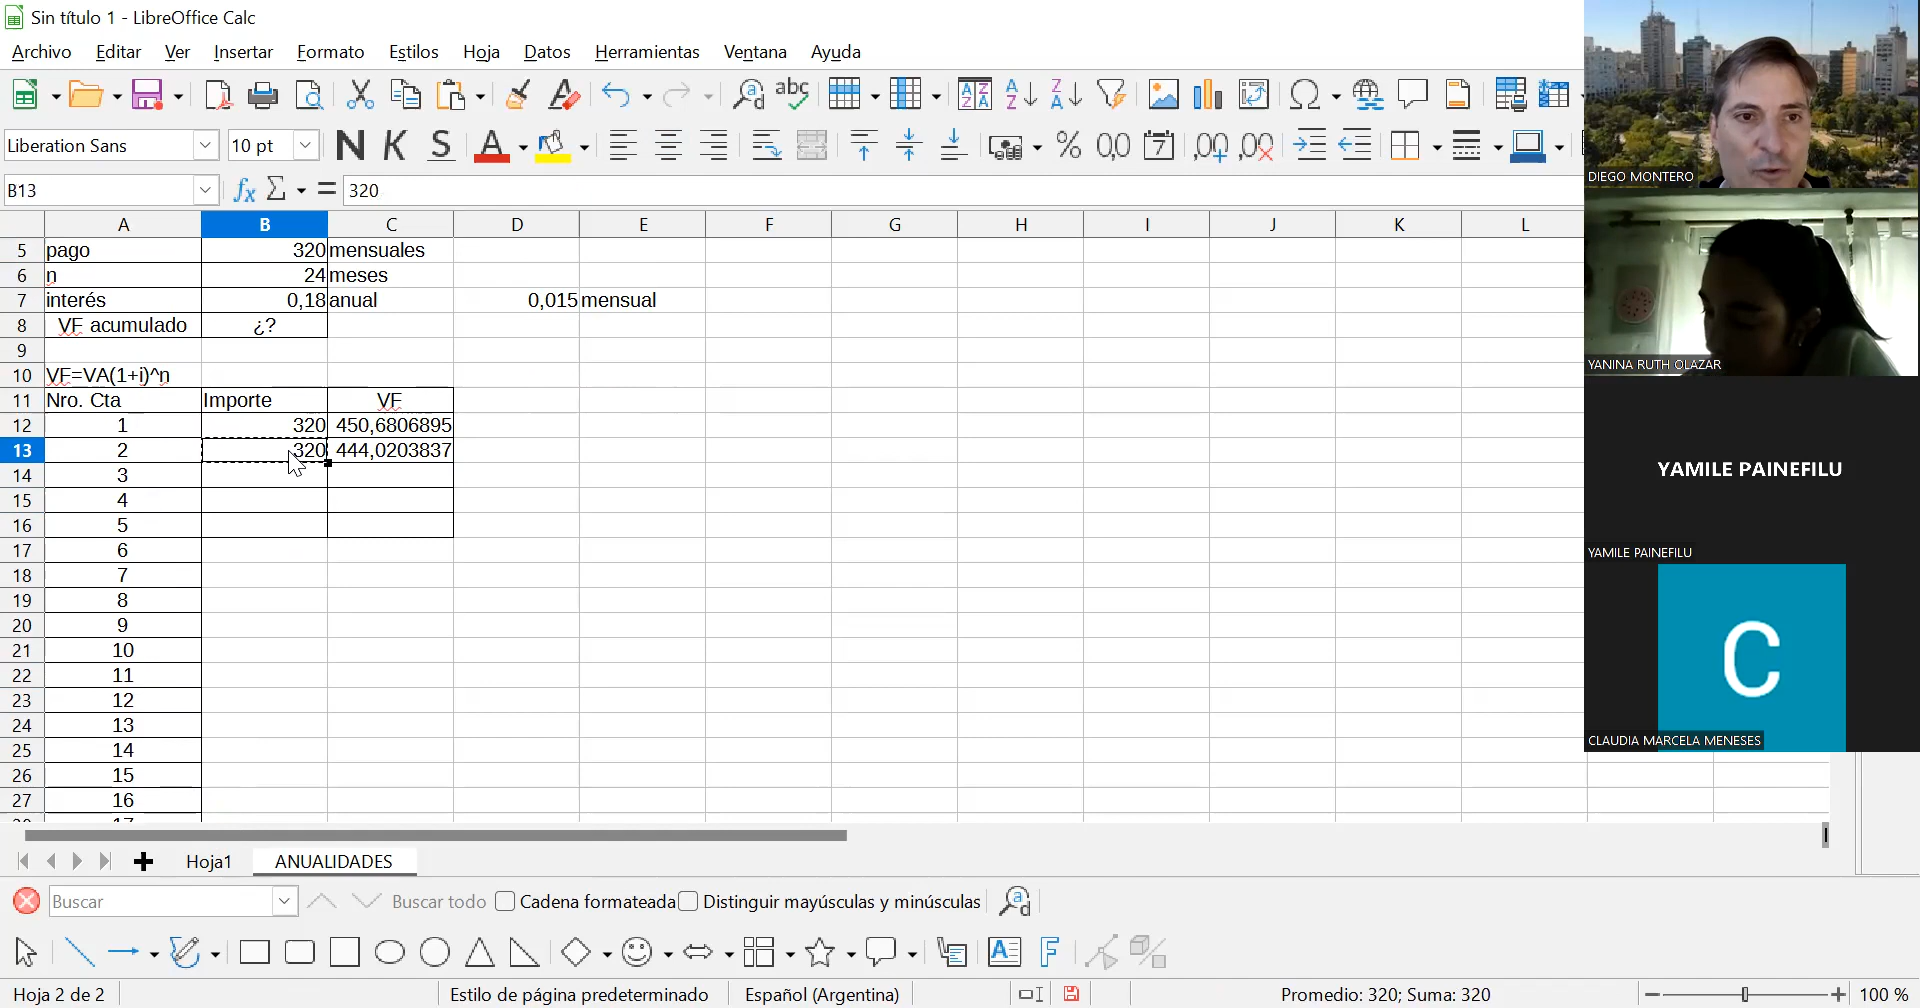 Sin título 1 - LibreOffice Calc
Archivo Editar Ver Insertar Formato Estilos Hoja Datos Herramientas Ventana Ayuda
Liberation Sans 10 pt N K S
B13 320
A B C D E F G H I J K L
5 pago 320 mensuales
6 n 24 meses
7 interés 0,18 anual 0,015 mensual
8 VF acumulado ¿?
9
10 VF=VA(1+i)^n
11 Nro. Cta Importe VF
12 1 320 450,6806895
13 2 320 444,0203837
14 3
15 4
16 5
17 6
18 7
19 8
20 9
21 10
22 11
23 12
24 13
25 14
26 15
27 16
Hoja1 ANUALIDADES
Buscar Buscar todo Cadena formateada Distinguir mayúsculas y minúsculas
Hoja 2 de 2 Estilo de página predeterminado Español (Argentina) Promedio: 320; Suma: 320 100 %
DIEGO MONTERO
YANINA RUTH OLAZAR
YAMILE PAINEFILU
YAMILE PAINEFILU
C
CLAUDIA MARCELA MENESES